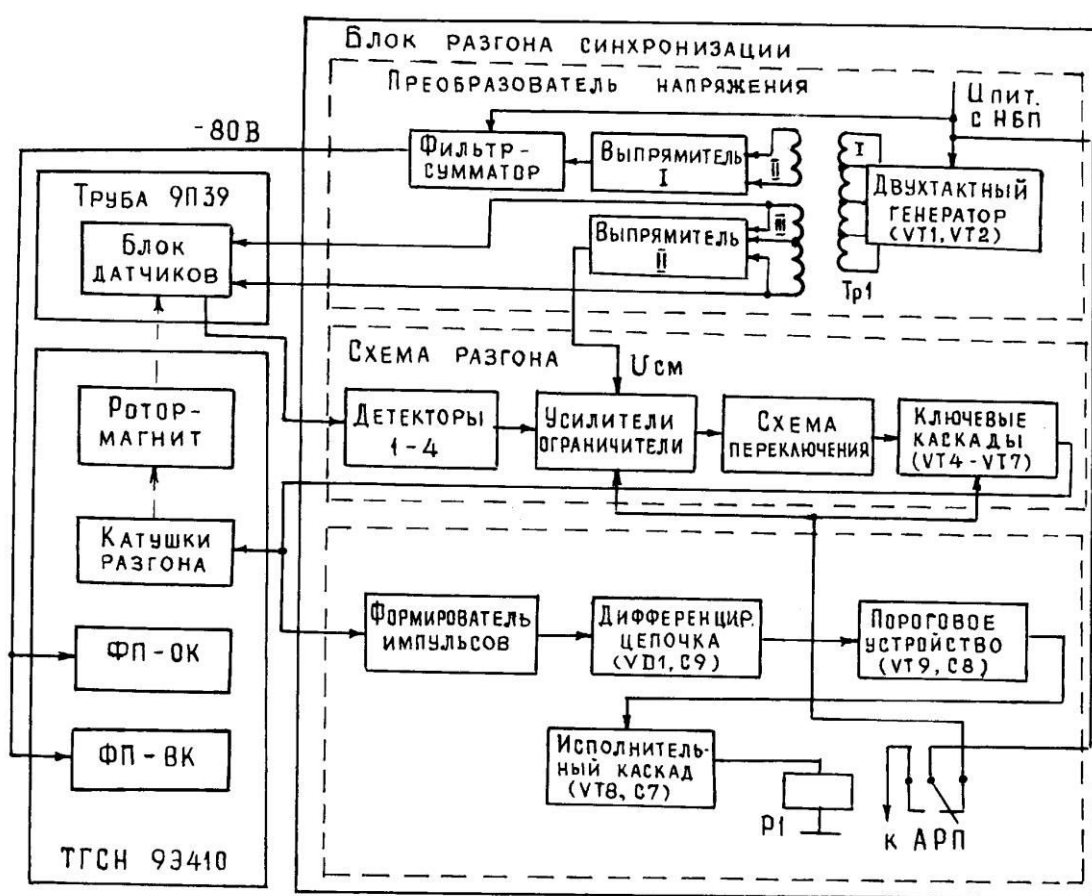 Блок разгона синхронизации
Преобразователь напряжения
-80В
U пит.
с НБП
Фильтр-
сумматор
Выпрямитель
I
II
I
Двухтактный
генератор
(VT1, VT2)
Труба 9П39
Блок
датчиков
Выпрямитель
II
III
Тр1
Схема разгона
Uсм
Ротор-
магнит
Детекторы
1-4
Усилители
ограничители
Схема
переключения
Ключевые
каскады
(VT4-VT7)
Катушки
разгона
Формирователь
импульсов
Дифференцир.
цепочка
(VD1, C9)
Пороговое
устройство
(VT9, C8)
ФП-ОК
ФП-ВК
Исполнитель-
ный каскад
(VT8, C7)
Р1
к АРП
ТГСН 9Э410